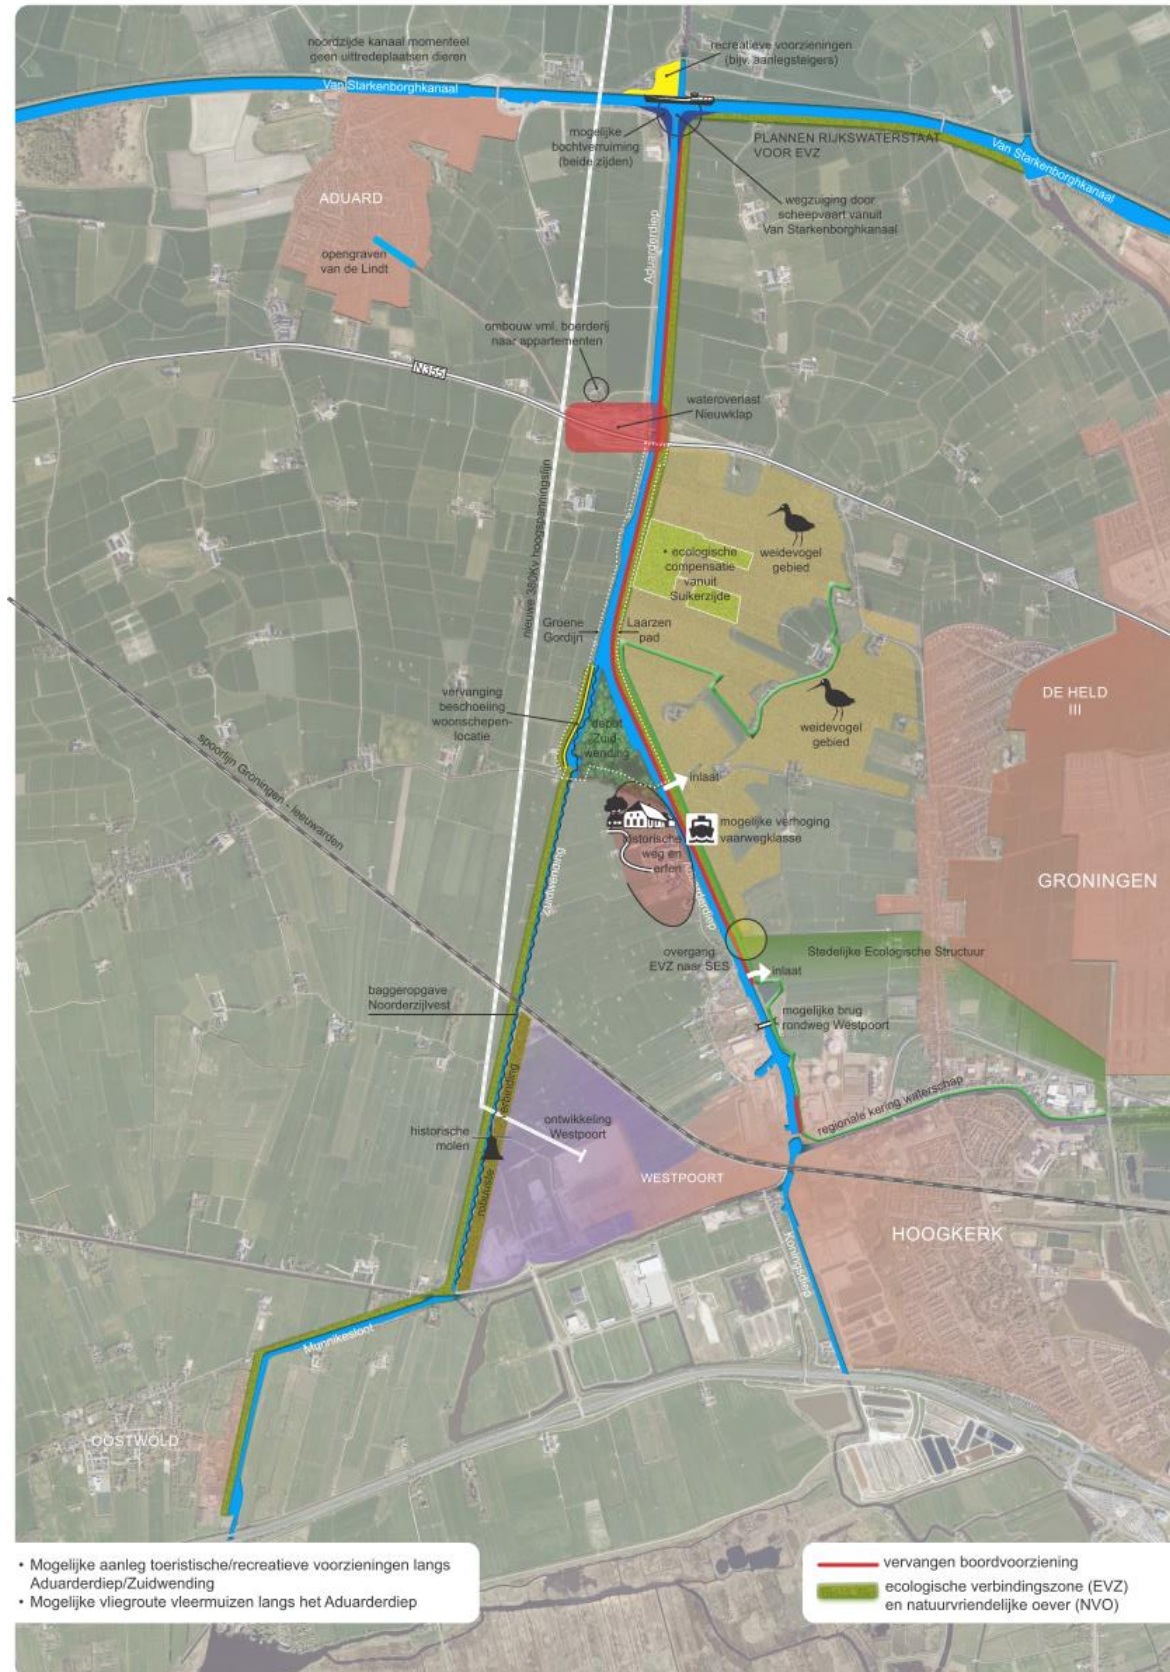 noordzijde kanaal momenteel
geen uittredeplaatsen dieren
recreatieve voorzieningen
(bijv. aanlegsteigers)
Van Starkenborghkanaal
mogelijke
bochtverruiming
(beide zijden)
PLANNEN RIJKSWATERSTAAT
VOOR EVZ
Van Starkenborghkanaal
wegzuiging door
scheepvaart vanuit
Van Starkenborghkanaal
ADUARD
Aduarderdiep
opengraven
van de Lindt
ombouw vml. boerderij
naar appartementen
N355
wateroverlast
Nieuwklap
nieuwe 380Kv hoogspanningslijn
weidevogel
gebied
• ecologische
compensatie
vanuit
Suikerzijde
Groene
Gordijn
Laarzen
pad
DE HELD
III
vervanging
beschoeiing
woonschepen-
locatie
depot
Zuid-
wending
weidevogel
gebied
spoorlijn Groningen - leeuwarden
inlaat
mogelijke verhoging
vaarwegklasse
historische
weg en
erfen
Zuidwending
GRONINGEN
overgang
EVZ naar SES
Stedelijke Ecologische Structuur
inlaat
baggeropgave
Noorderzijlvest
mogelijke brug
rondweg Westpoort
regionale kering waterschap
robuuste verbinding
historische
molen
ontwikkeling
Westpoort
WESTPOORT
HOOGKERK
Koningsdiep
Munnikesloot
OOSTWOLD
• Mogelijke aanleg toeristische/recreatieve voorzieningen langs
Aduarderdiep/Zuidwending
• Mogelijke vliegroute vleermuizen langs het Aduarderdiep
vervangen boordvoorziening
ecologische verbindingszone (EVZ)
en natuurvriendelijke oever (NVO)